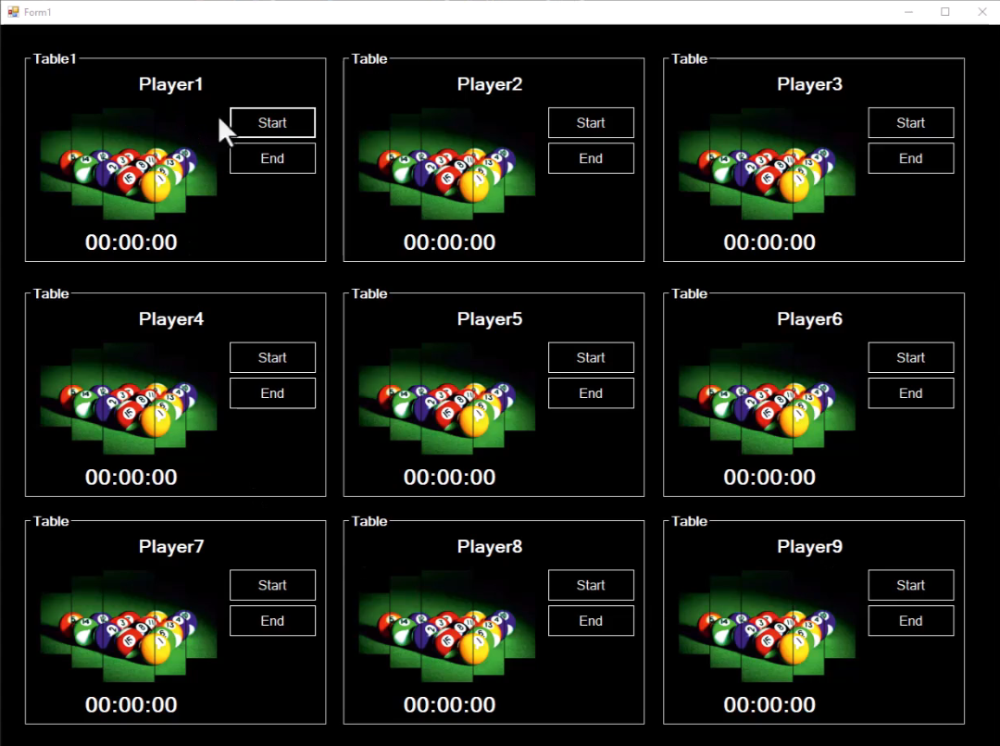 Form1
Table1
Player1
Start
End
00:00:00
Table
Player2
Start
End
00:00:00
Table
Player3
Start
End
00:00:00
Table
Player4
Start
End
00:00:00
Table
Player5
Start
End
00:00:00
Table
Player6
Start
End
00:00:00
Table
Player7
Start
End
00:00:00
Table
Player8
Start
End
00:00:00
Table
Player9
Start
End
00:00:00